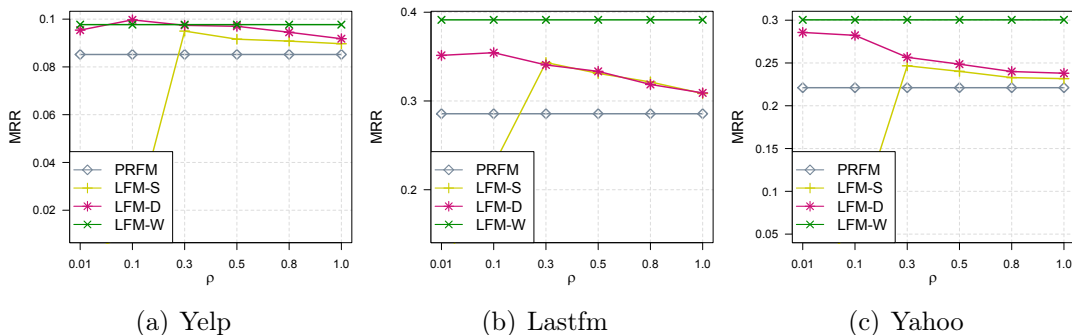 0.1
0.08
0.06
0.04
0.02
MRR
PRFM
LFM-S
LFM-D
LFM-W
0.01 0.1 0.3 0.5 0.8 1.0
ρ
(a) Yelp
0.4
0.3
0.2
MRR
PRFM
LFM-S
LFM-D
LFM-W
0.01 0.1 0.3 0.5 0.8 1.0
ρ
(b) Lastfm
0.3
0.25
0.2
0.15
0.1
0.05
MRR
PRFM
LFM-S
LFM-D
LFM-W
0.01 0.1 0.3 0.5 0.8 1.0
ρ
(c) Yahoo